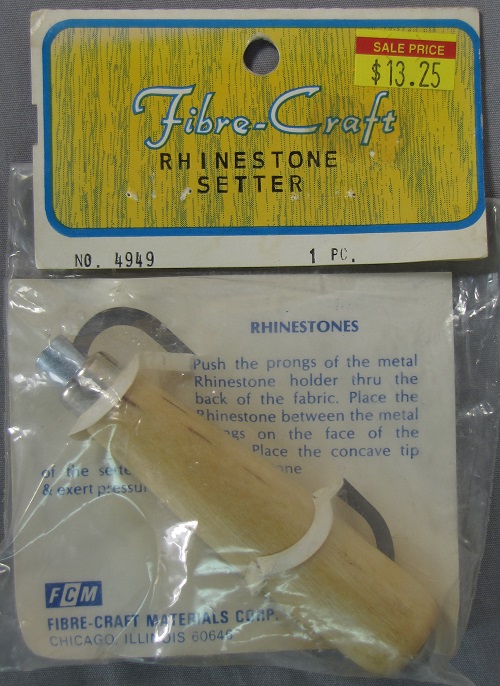 SALE PRICE
$13.25
Fibre-Craft
RHINESTONE
SETTER
NO. 4949 1 PC.
RHINESTONES
Push the prongs of the metal
Rhinestone holder thru the
back of the fabric. Place the
Rhinestone between the metal
on the face of the
Place the concave tip
of the
& exert
FCM
FIBRE-CRAFT MATERIALS CORP.
CHICAGO, ILLINOIS 60646